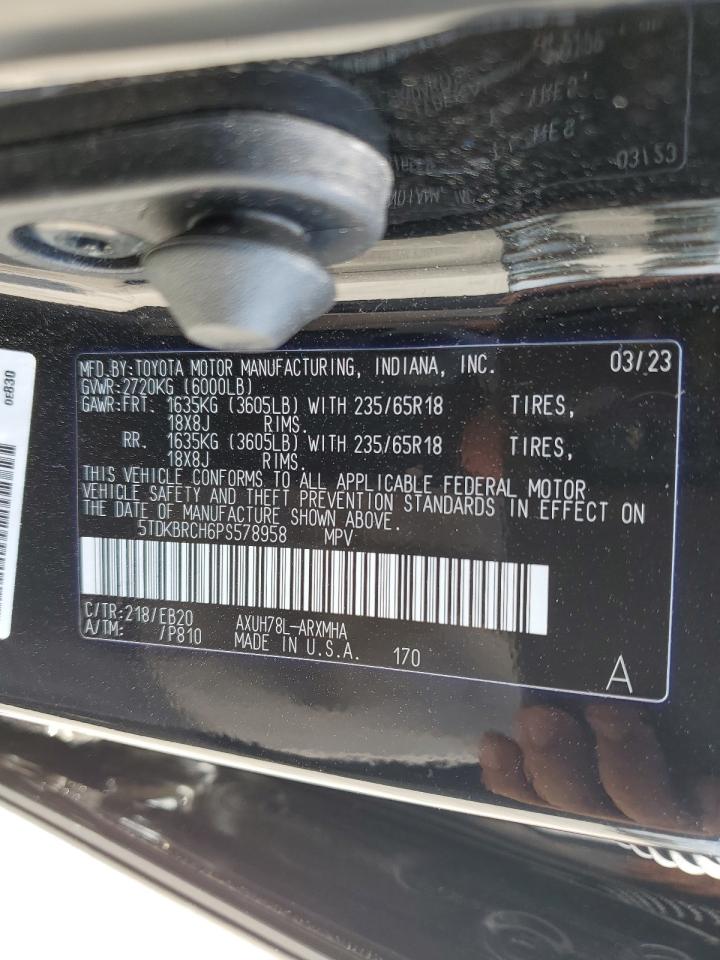 MFD.BY:TOYOTA MOTOR MANUFACTURING, INDIANA, INC. 03/23
GVWR:2720KG (6000LB)
GAWR:FRT. 1635KG (3605LB) WITH 235/65R18 TIRES,
18X8J RIMS.
RR. 1635KG (3605LB) WITH 235/65R18 TIRES,
18X8J RIMS.
THIS VEHICLE CONFORMS TO ALL APPLICABLE FEDERAL MOTOR
VEHICLE SAFETY AND THEFT PREVENTION STANDARDS IN EFFECT ON
THE DATE OF MANUFACTURE SHOWN ABOVE.
5TDKBRCH6PS578958 MPV
C/TR:218/EB20 AXUH78L-ARXMHA
A/TM: /P810 MADE IN U.S.A. 170
A
0E830